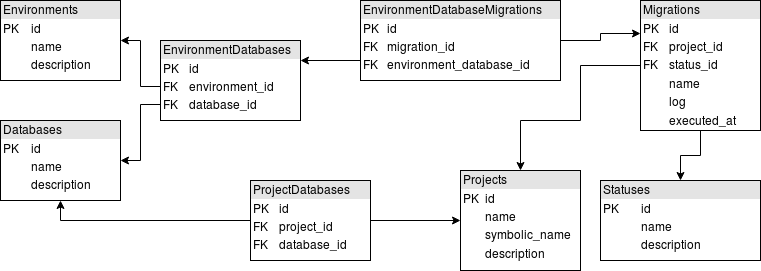 Environments
PK id
name
description
EnvironmentDatabases
PK id
FK environment_id
FK database_id
EnvironmentDatabaseMigrations
PK id
FK migration_id
FK environment_database_id
Migrations
PK id
FK project_id
FK status_id
name
log
executed_at
Databases
PK id
name
description
ProjectDatabases
PK id
FK project_id
FK database_id
Projects
PK id
name
symbolic_name
description
Statuses
PK id
name
description